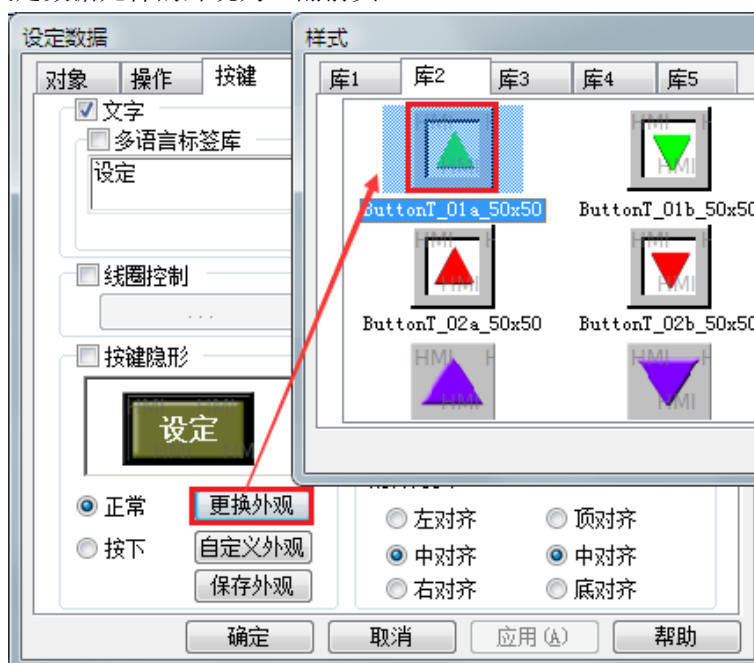 设定数据
对象 操作 按键
文字
多语言标签库
设定
线圈控制
...
按键隐形
设定
正常 更换外观
按下 自定义外观
保存外观
样式
库1 库2 库3 库4 库5
HMI
ButtonT_01a_50x50 ButtonT_01b_50x50
ButtonT_02a_50x50 ButtonT_02b_50x50
左对齐 顶对齐
中对齐 中对齐
右对齐 底对齐
确定 取消 应用(A) 帮助